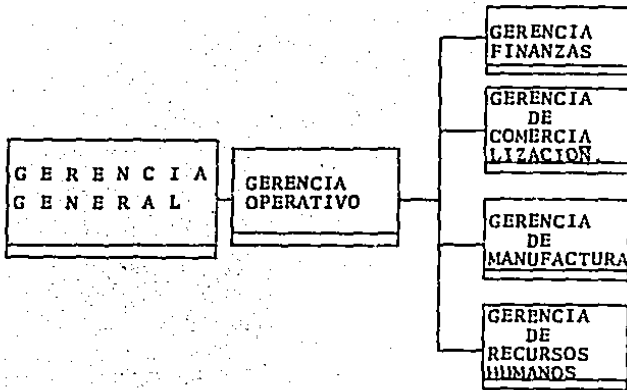 G E R E N C I A
G E N E R A L
GERENCIA
OPERATIVO
GERENCIA
FINANZAS
GERENCIA
DE
COMERCIA
LIZACION
GERENCIA
DE
MANUFACTURA
GERENCIA
DE
RECURSOS
HUMANOS